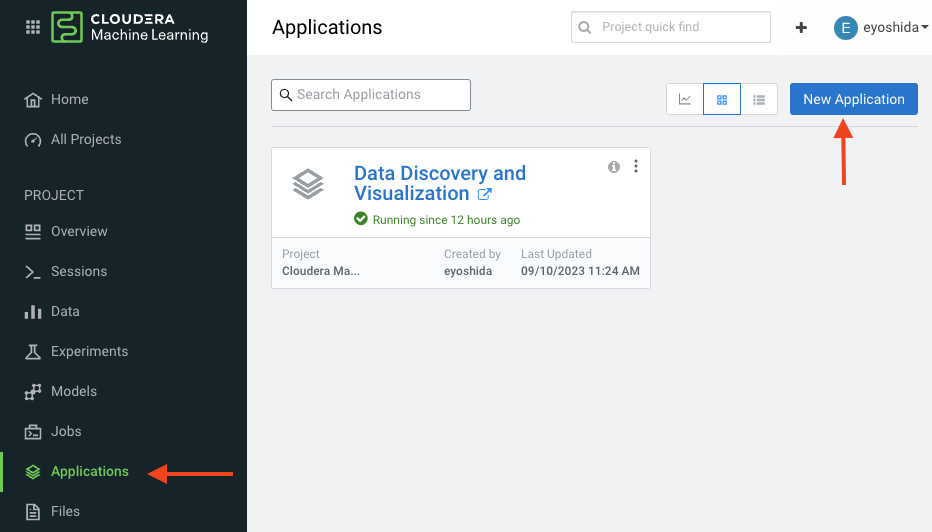 CLOUDERA
Machine Learning
Home
All Projects
PROJECT
Overview
Sessions
Data
Experiments
Models
Jobs
Applications
Files
Applications
Project quick find
E
eyoshida
Search Applications
New Application
Data Discovery and
Visualization
Running since 12 hours ago
Project Created by Last Updated
Cloudera Ma... eyoshida 09/10/2023 11:24 AM